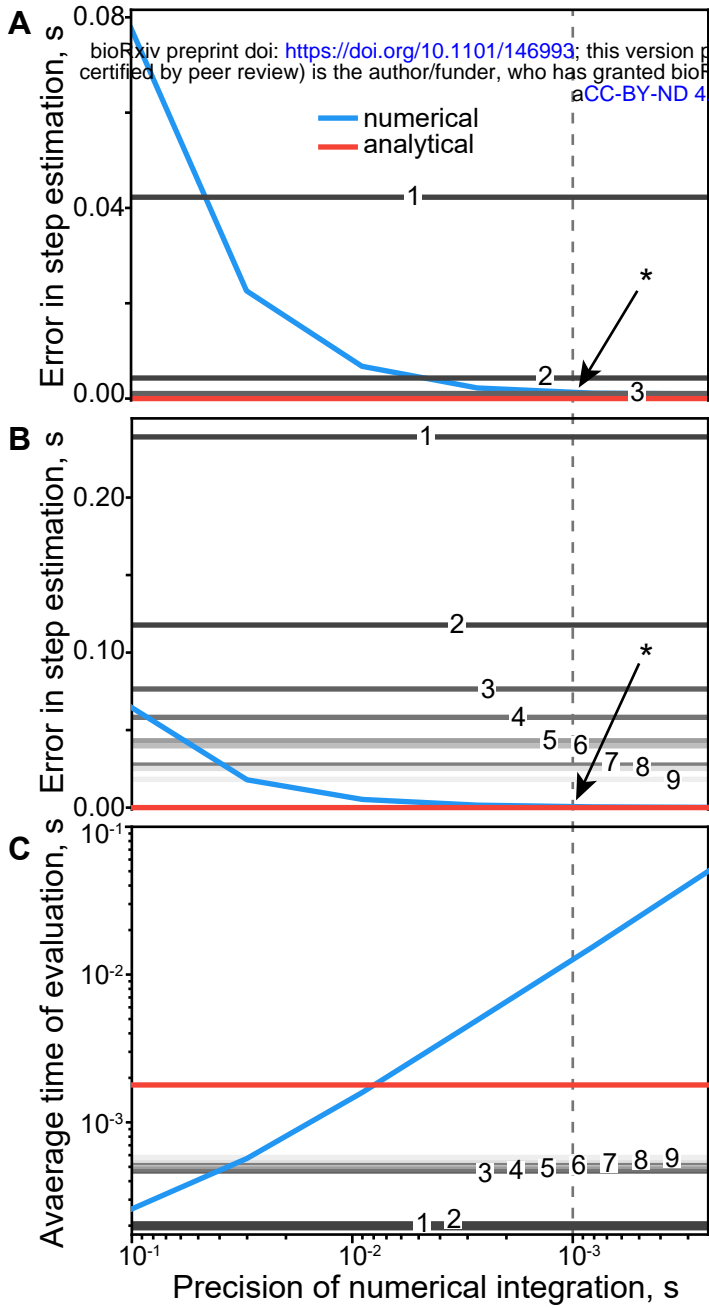 A
0.08
bioRxiv preprint doi: https://doi.org/10.1101/146993; this version p
certified by peer review) is the author/funder, who has granted bioR
aCC-BY-ND 4
numerical
analytical
Error in step estimation, s
1
0.04
*
2
3
0.00
B
Error in step estimation, s
1
0.20
2
0.10
*
3
4
5
6
7
8
9
0.00
C
Avaerage time of evaluation, s
10-1
10-2
10-3
3 4 5 6 7 8 9
1 2
10-1
10-2
10-3
Precision of numerical integration, s